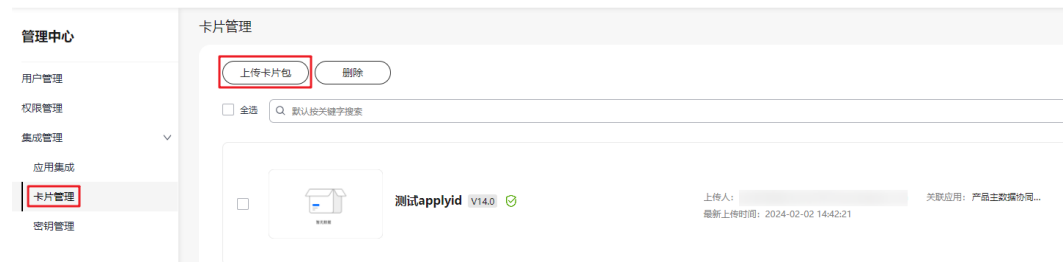 管理中心
用户管理
权限管理
集成管理
应用集成
卡片管理
密钥管理
卡片管理
上传卡片包 删除
全选 默认按关键字搜索
测试applyid V14.0
上传人：
最新上传时间：2024-02-02 14:42:21
关联应用：产品主数据协同...